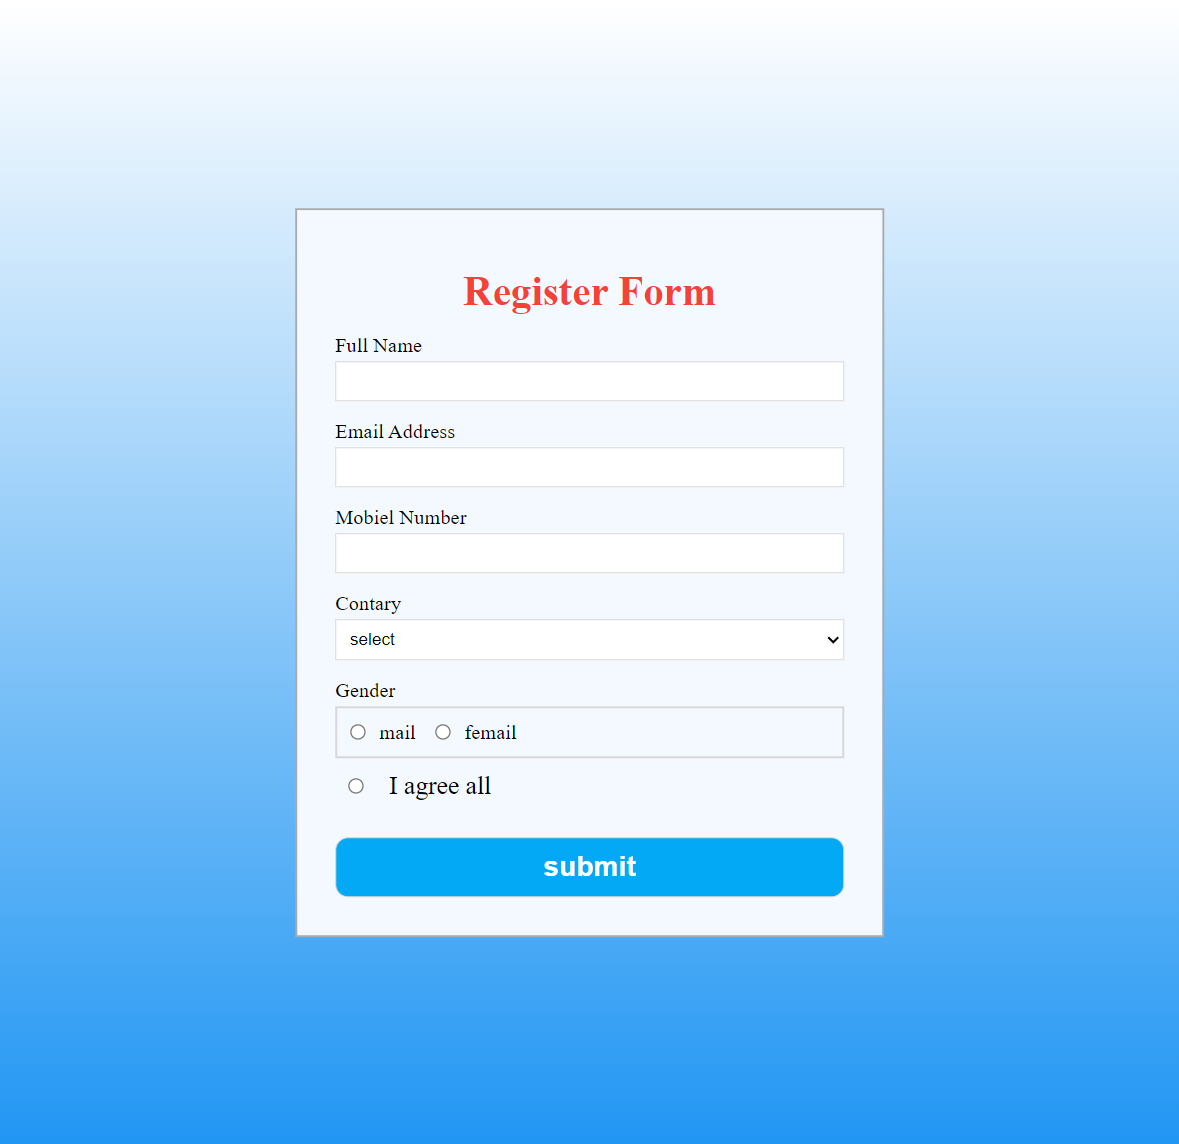 Register Form
Full Name
Email Address
Mobiel Number
Contary
select
Gender
mail femail
I agree all
submit